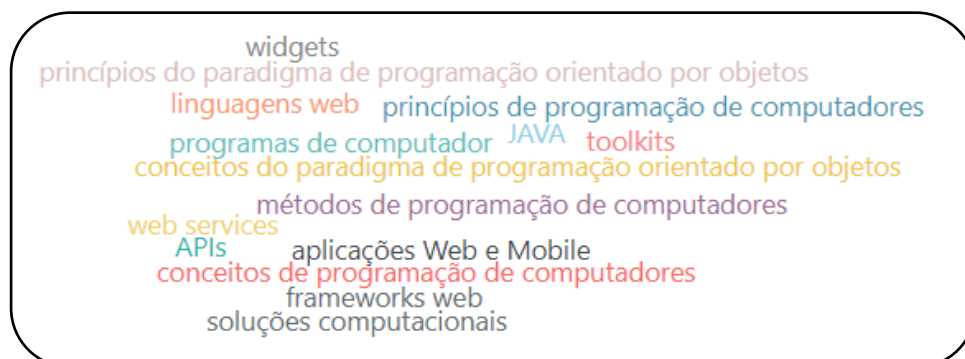 widgets
princípios do paradigma de programação orientado por objetos
linguagens web princípios de programação de computadores
programas de computador JAVA toolkits
conceitos do paradigma de programação orientado por objetos
métodos de programação de computadores
web services
APIs aplicações Web e Mobile
conceitos de programação de computadores
frameworks web
soluções computacionais